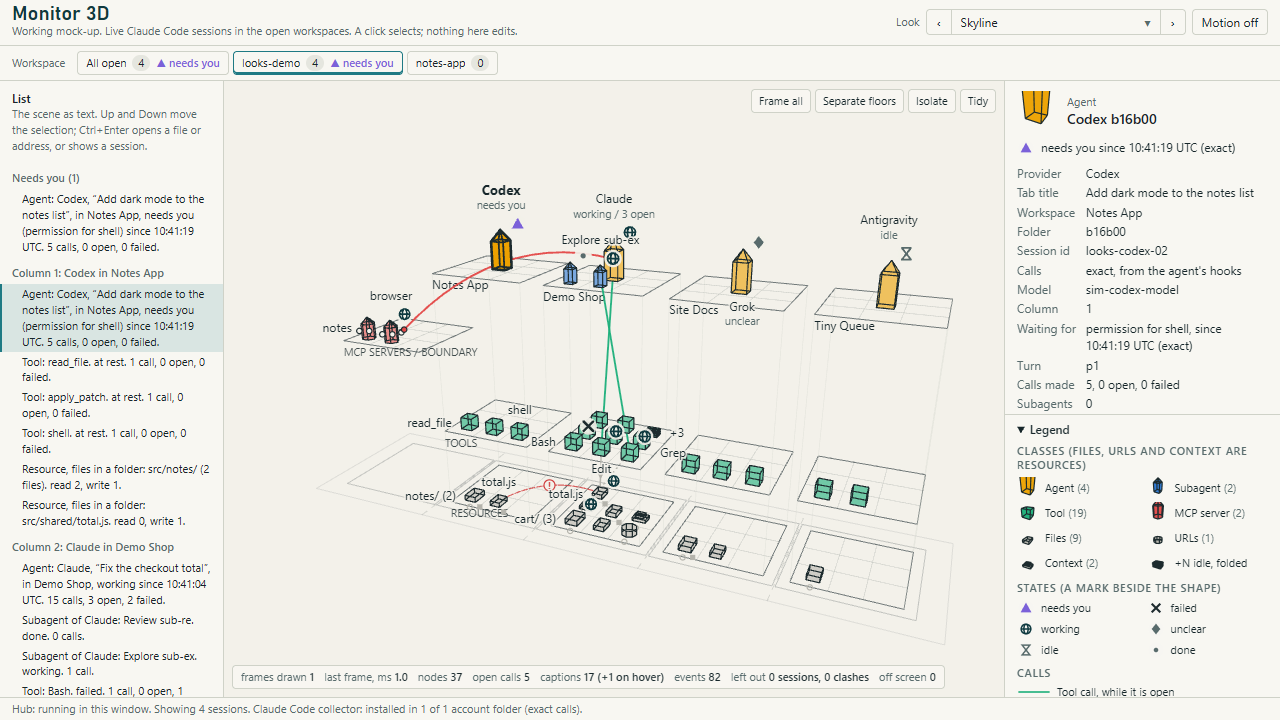 Monitor 3D
Working mock-up. Live Claude Code sessions in the open workspaces. A click selects; nothing here edits.
Look
‹
Skyline
›
Motion off
Workspace
All open 4 needs you
looks-demo 4 needs you
notes-app 0
List
The scene as text. Up and Down move
the selection; Ctrl+Enter opens a file or
address, or shows a session.
Needs you (1)
Agent: Codex, "Add dark mode to the
notes list", in Notes App, needs you
(permission for shell) since 10:41:19
UTC. 5 calls, 0 open, 0 failed.
Column 1: Codex in Notes App
Agent: Codex, "Add dark mode to the
notes list", in Notes App, needs you
(permission for shell) since 10:41:19
UTC. 5 calls, 0 open, 0 failed.
Tool: read_file. at rest. 1 call, 0 open, 0
failed.
Tool: apply_patch. at rest. 1 call, 0
open, 0 failed.
Tool: shell. at rest. 1 call, 0 open, 0
failed.
Resource, files in a folder: src/notes/ (2
files). read 2, write 1.
Resource, files in a folder:
src/shared/total.js. read 0, write 1.
Column 2: Claude in Demo Shop
Agent: Claude, "Fix the checkout total",
in Demo Shop, working since 10:41:04
UTC. 15 calls, 3 open, 2 failed.
Subagent of Claude: Review sub-re.
done. 0 calls.
Subagent of Claude: Explore sub-ex.
working. 1 call.
Tool: Bash. failed. 1 call, 0 open, 1
Frame all
Separate floors
Isolate
Tidy
Codex
needs you
Claude
working / 3 open
Explore sub-ex
Antigravity
idle
Notes App
Demo Shop
Site Docs
Grok
unclear
Tiny Queue
browser
notes
MCP SERVERS / BOUNDARY
shell
read_file
TOOLS
Bash
+3
Grep
Edit
total.js
total.js
notes/ (2)
RESOURCES
cart/ (3)
frames drawn 1 last frame, ms 1.0 nodes 37 open calls 5 captions 17 (+1 on hover) events 82 left out 0 sessions, 0 clashes off screen 0
Agent
Codex b16b00
needs you since 10:41:19 UTC (exact)
Provider Codex
Tab title Add dark mode to the notes list
Workspace Notes App
Folder b16b00
Session id looks-codex-02
Calls exact, from the agent's hooks
Model sim-codex-model
Column 1
Waiting for permission for shell, since
10:41:19 UTC (exact)
Turn p1
Calls made 5, 0 open, 0 failed
Subagents 0
Legend
CLASSES (FILES, URLS AND CONTEXT ARE
RESOURCES)
Agent (4)
Subagent (2)
Tool (19)
MCP server (2)
Files (9)
URLs (1)
Context (2)
+N idle, folded
STATES (A MARK BESIDE THE SHAPE)
needs you
failed
working
unclear
idle
done
CALLS
Tool call, while it is open
Hub: running in this window. Showing 4 sessions. Claude Code collector: installed in 1 of 1 account folder (exact calls).